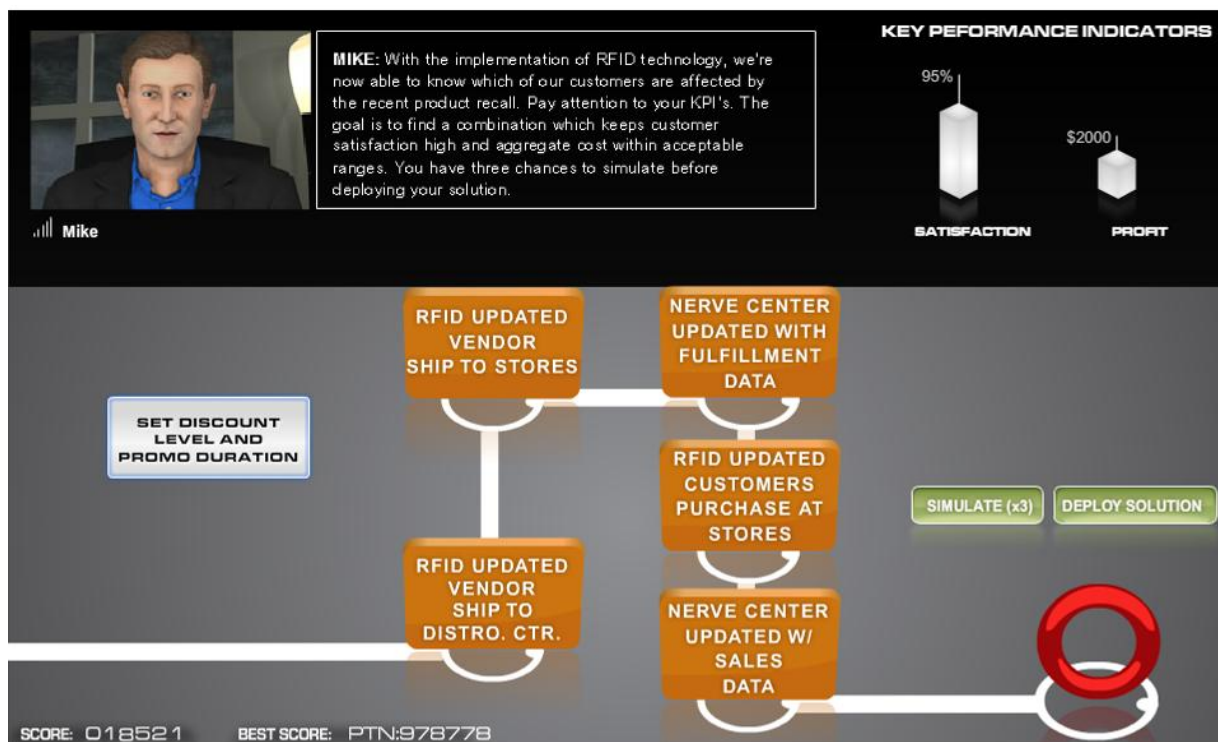 KEY PEFORMANCE INDICATORS
MIKE: With the implementation of RFID technology, we're
now able to know which of our customers are affected by
the recent product recall. Pay attention to your KPI's. The
goal is to find a combination which keeps customer
satisfaction high and aggregate cost within acceptable
ranges. You have three chances to simulate before
deploying your solution.
95%
$2000
Mike
SATISFACTION
PROFIT
RFID UPDATED
VENDOR
SHIP TO STORES
NERVE CENTER
UPDATED WITH
FULFILLMENT
DATA
SET DISCOUNT
LEVEL AND
PROMO DURATION
RFID UPDATED
CUSTOMERS
PURCHASE AT
STORES
SIMULATE (x3)
DEPLOY SOLUTION
RFID UPDATED
VENDOR
SHIP TO
DISTRO. CTR.
NERVE CENTER
UPDATED W/
SALES
DATA
SCORE: 018521
BEST SCORE: PTN:978778